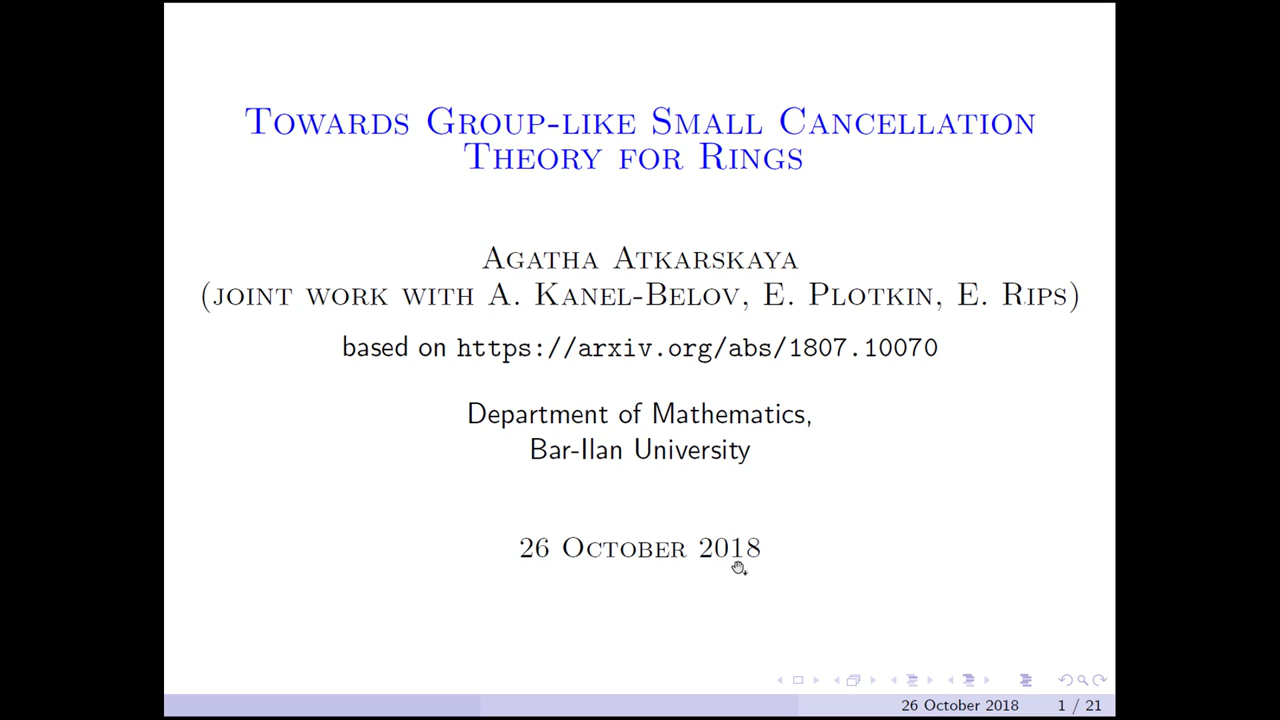 Towards Group-like Small Cancellation
Theory for Rings
Agatha Atkarskaya
(joint work with A. Kanel-Belov, E. Plotkin, E. Rips)
based on https://arxiv.org/abs/1807.10070
Department of Mathematics,
Bar-Ilan University
26 October 2018
26 October 2018 1 / 21